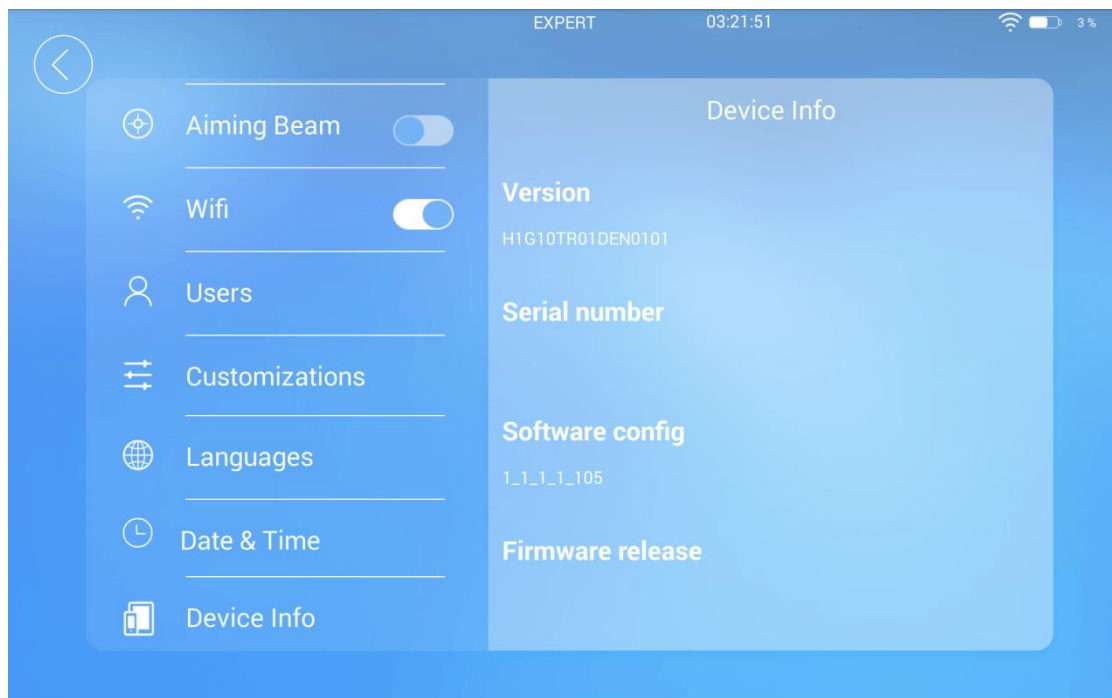 EXPERT 03:21:51 3 %
Aiming Beam
Wifi
Users
Customizations
Languages
Date & Time
Device Info
Device Info
Version
H1G10TR01DEN0101
Serial number
Software config
1_1_1_1_105
Firmware release